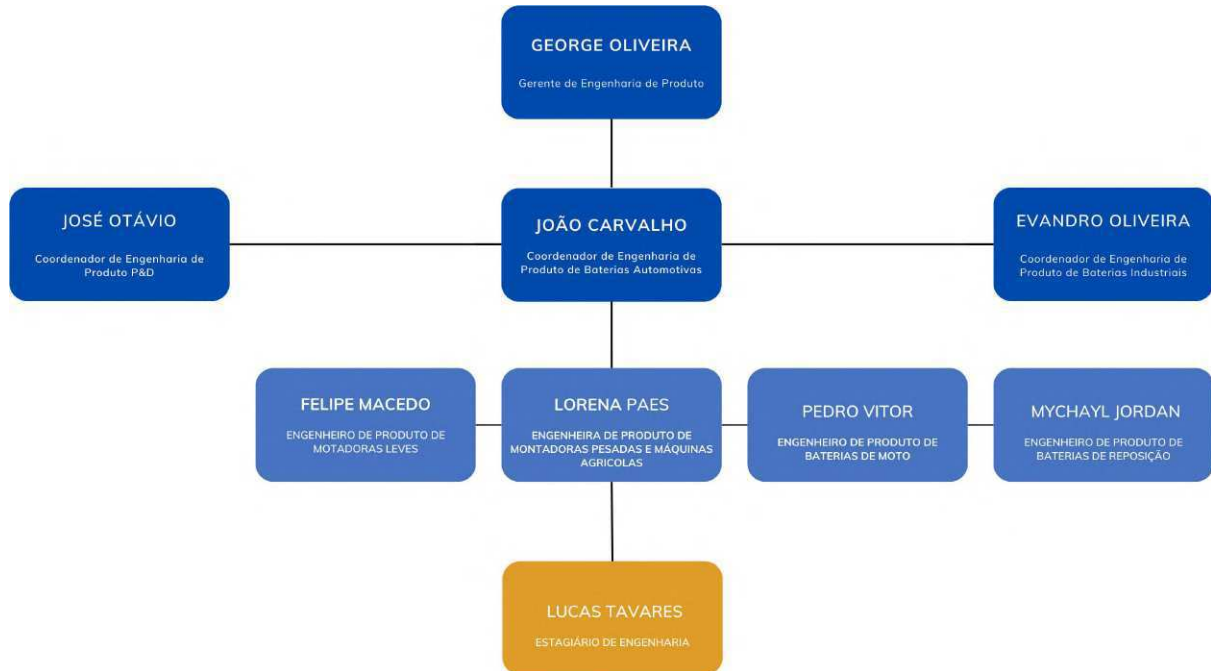 GEORGE OLIVEIRA
Gerente de Engenharia de Produto
JOSÉ OTÁVIO
Coordenador de Engenharia de
Produto P&D
JOÃO CARVALHO
Coordenador de Engenharia de
Produto de Baterias Automotivas
EVANDRO OLIVEIRA
Coordenador de Engenharia de
Produto de Baterias Industriais
FELIPE MACEDO
ENGENHEIRO DE PRODUTO DE
MOTADORAS LEVES
LORENA PAES
ENGENHEIRA DE PRODUTO DE
MONTADORAS PESADAS E MÁQUINAS
AGRICOLAS
PEDRO VITOR
ENGENHEIRO DE PRODUTO DE
BATERIAS DE MOTO
MYCHAYL JORDAN
ENGENHEIRO DE PRODUTO DE
BATERIAS DE REPOSIÇÃO
LUCAS TAVARES
ESTAGIÁRIO DE ENGENHARIA